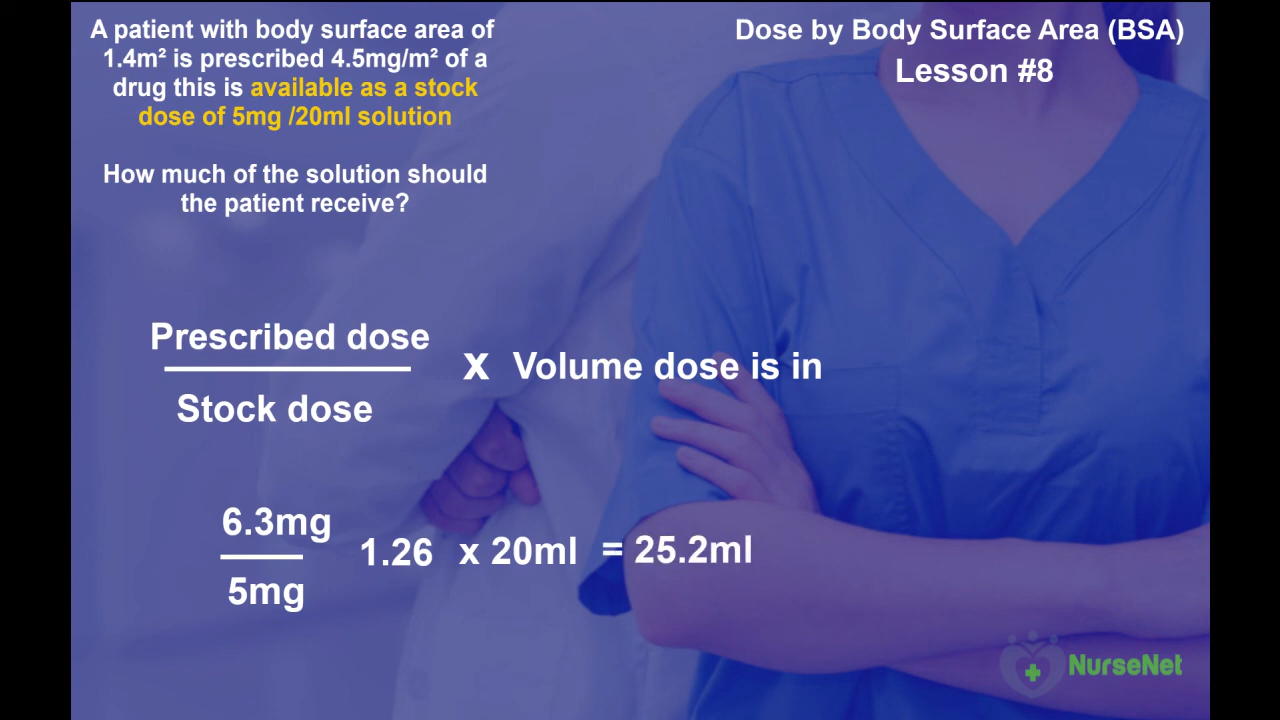 A patient with body surface area of
1.4m² is prescribed 4.5mg/m² of a
drug this is available as a stock
dose of 5mg /20ml solution
How much of the solution should
the patient receive?
Dose by Body Surface Area (BSA)
Lesson #8
Prescribed dose
x Volume dose is in
Stock dose
6.3mg
1.26 x 20ml = 25.2ml
5mg
NurseNet